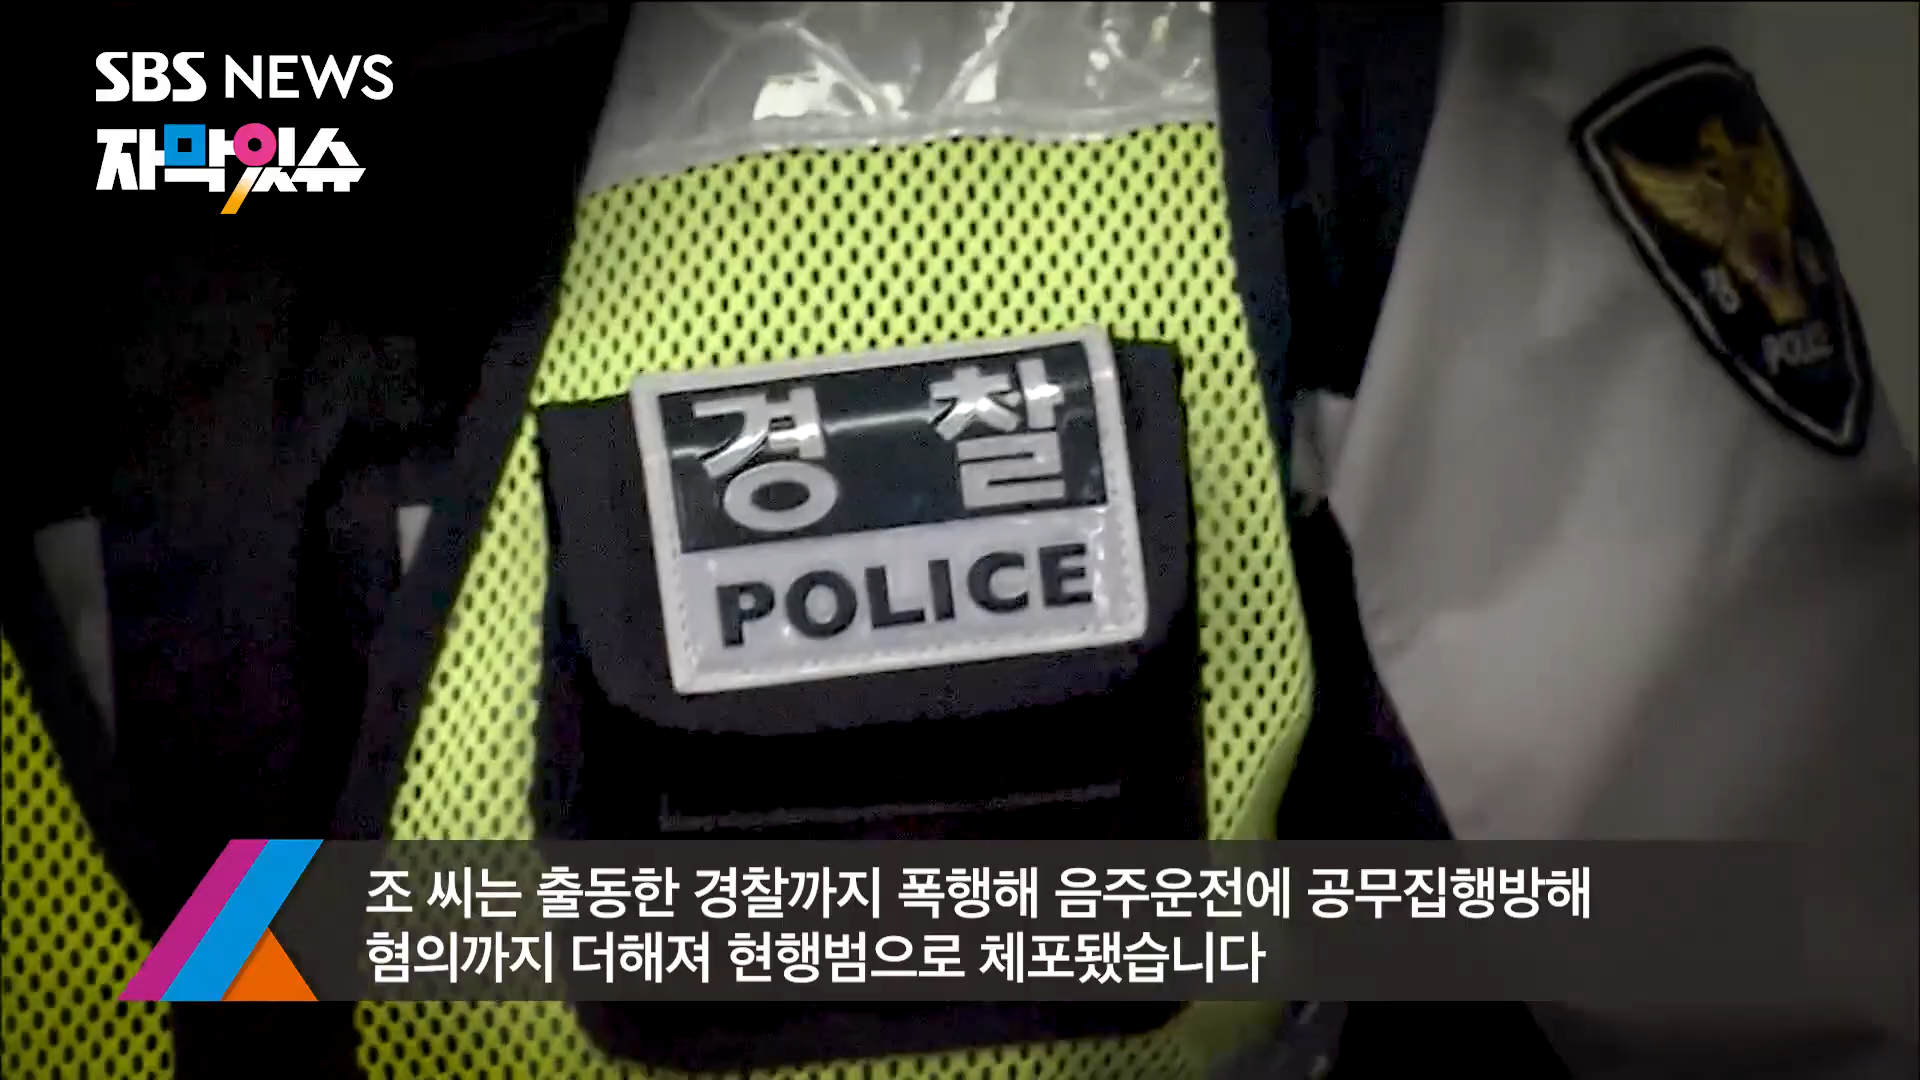 SBS NEWS
자막있슈
경찰
POLICE
POLICE
조 씨는 출동한 경찰까지 폭행해 음주운전에 공무집행방해
혐의까지 더해져 현행범으로 체포됐습니다